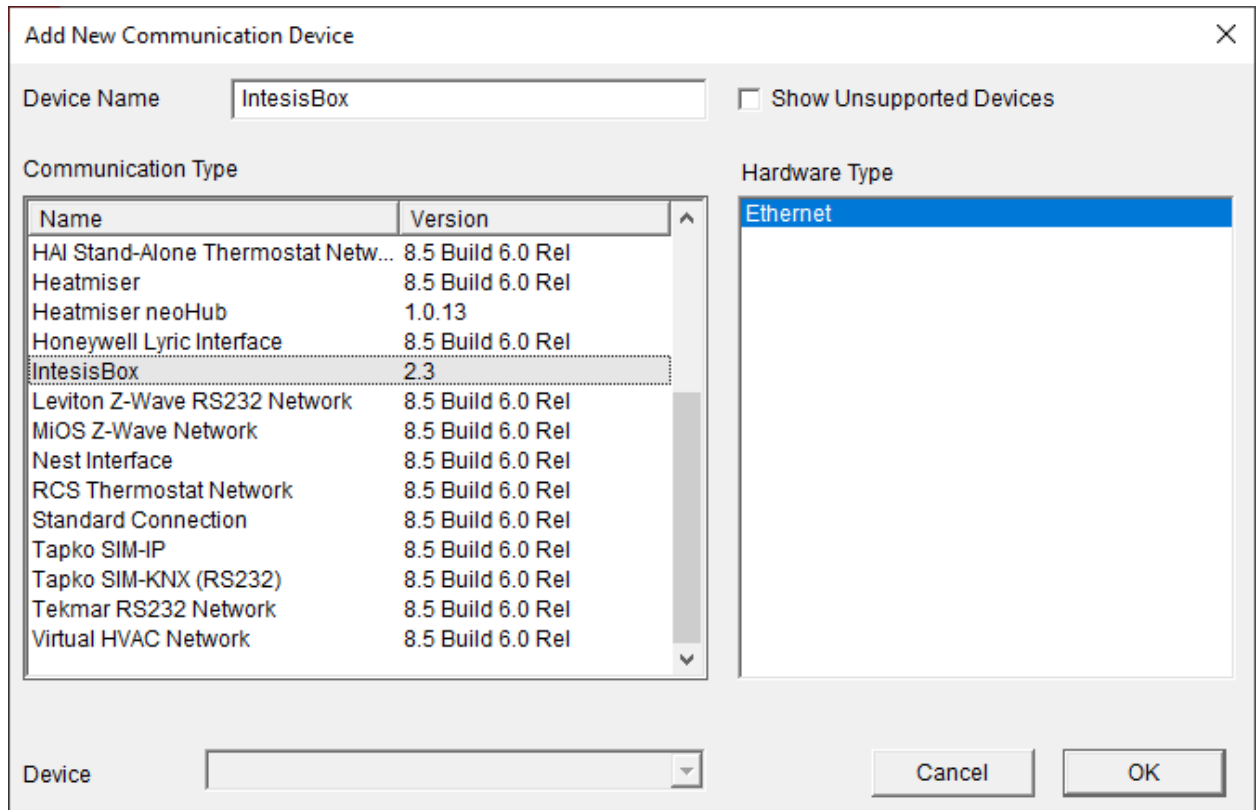 Add New Communication Device
Device Name IntesisBox Show Unsupported Devices
Communication Type Hardware Type
Name Version Ethernet
HAI Stand-Alone Thermostat Netw... 8.5 Build 6.0 Rel
Heatmiser 8.5 Build 6.0 Rel
Heatmiser neoHub 1.0.13
Honeywell Lyric Interface 8.5 Build 6.0 Rel
IntesisBox 2.3
Leviton Z-Wave RS232 Network 8.5 Build 6.0 Rel
MiOS Z-Wave Network 8.5 Build 6.0 Rel
Nest Interface 8.5 Build 6.0 Rel
RCS Thermostat Network 8.5 Build 6.0 Rel
Standard Connection 8.5 Build 6.0 Rel
Tapko SIM-IP 8.5 Build 6.0 Rel
Tapko SIM-KNX (RS232) 8.5 Build 6.0 Rel
Tekmar RS232 Network 8.5 Build 6.0 Rel
Virtual HVAC Network 8.5 Build 6.0 Rel
Device Cancel OK